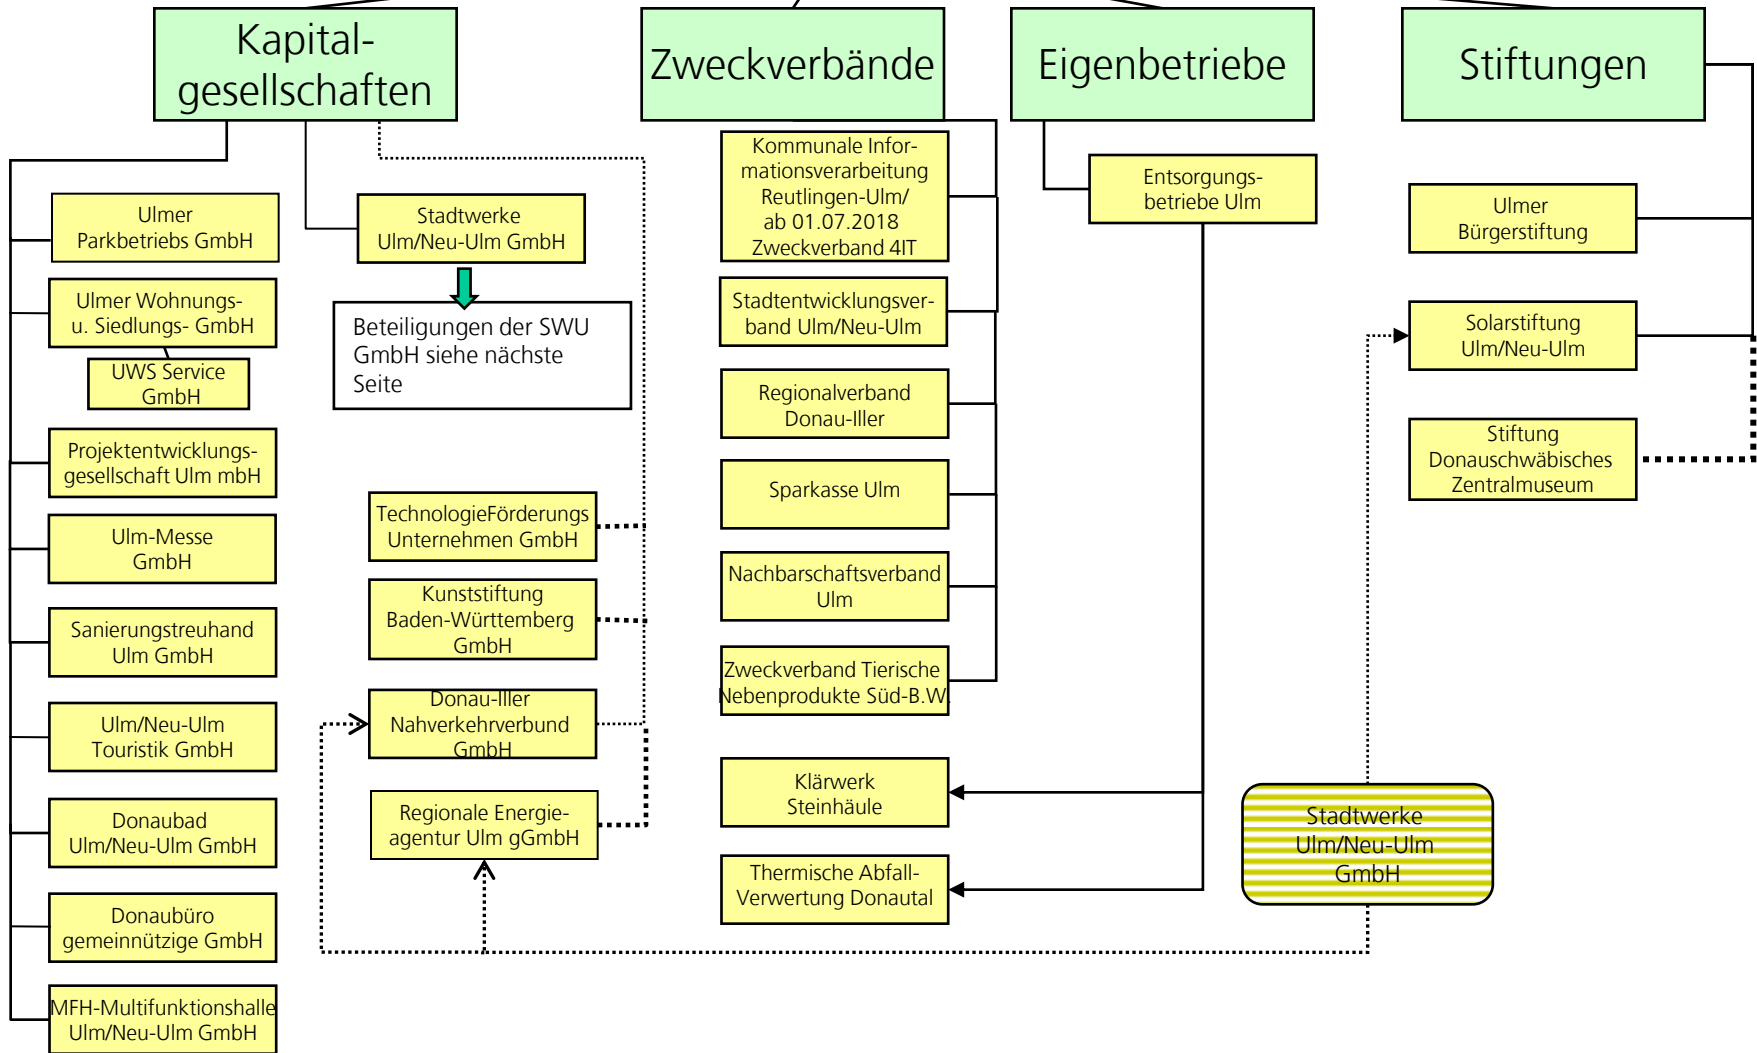 Kapital-
gesellschaften
Zweckverbände
Eigenbetriebe
Stiftungen
Ulmer
Parkbetriebs GmbH
Ulmer Wohnungs-
u. Siedlungs- GmbH
UWS Service
GmbH
Projektentwicklungs-
gesellschaft Ulm mbH
Ulm-Messe
GmbH
Sanierungstreuhand
Ulm GmbH
Ulm/Neu-Ulm
Touristik GmbH
Donaubad
Ulm/Neu-Ulm GmbH
Donaubüro
gemeinnützige GmbH
MFH-Multifunktionshalle
Ulm/Neu-Ulm GmbH
Stadtwerke
Ulm/Neu-Ulm GmbH
Beteiligungen der SWU
GmbH siehe nächste
Seite
TechnologieFörderungs
Unternehmen GmbH
Kunststiftung
Baden-Württemberg
GmbH
Donau-Iller
Nahverkehrverbund
GmbH
Regionale Energie-
agentur Ulm gGmbH
Kommunale Infor-
mationsverarbeitung
Reutlingen-Ulm/
ab 01.07.2018
Zweckverband 4IT
Stadtentwicklungsver-
band Ulm/Neu-Ulm
Regionalverband
Donau-Iller
Sparkasse Ulm
Nachbarschaftsverband
Ulm
Zweckverband Tierische
Nebenprodukte Süd-B.W.
Klärwerk
Steinhäule
Thermische Abfall-
Verwertung Donautal
Entsorgungs-
betriebe Ulm
Ulmer
Bürgerstiftung
Solarstiftung
Ulm/Neu-Ulm
Stiftung
Donauschwäbisches
Zentralmuseum
Stadtwerke
Ulm/Neu-Ulm
GmbH